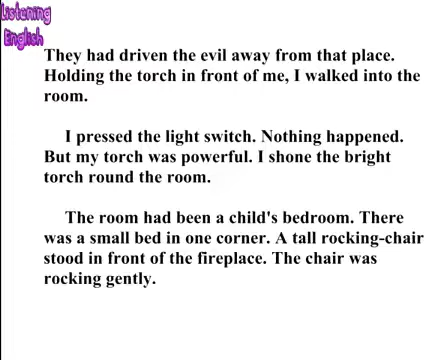 Listening
English
They had driven the evil away from that place.
Holding the torch in front of me, I walked into the
room.
I pressed the light switch. Nothing happened.
But my torch was powerful. I shone the bright
torch round the room.
The room had been a child's bedroom. There
was a small bed in one corner. A tall rocking-chair
stood in front of the fireplace. The chair was
rocking gently.